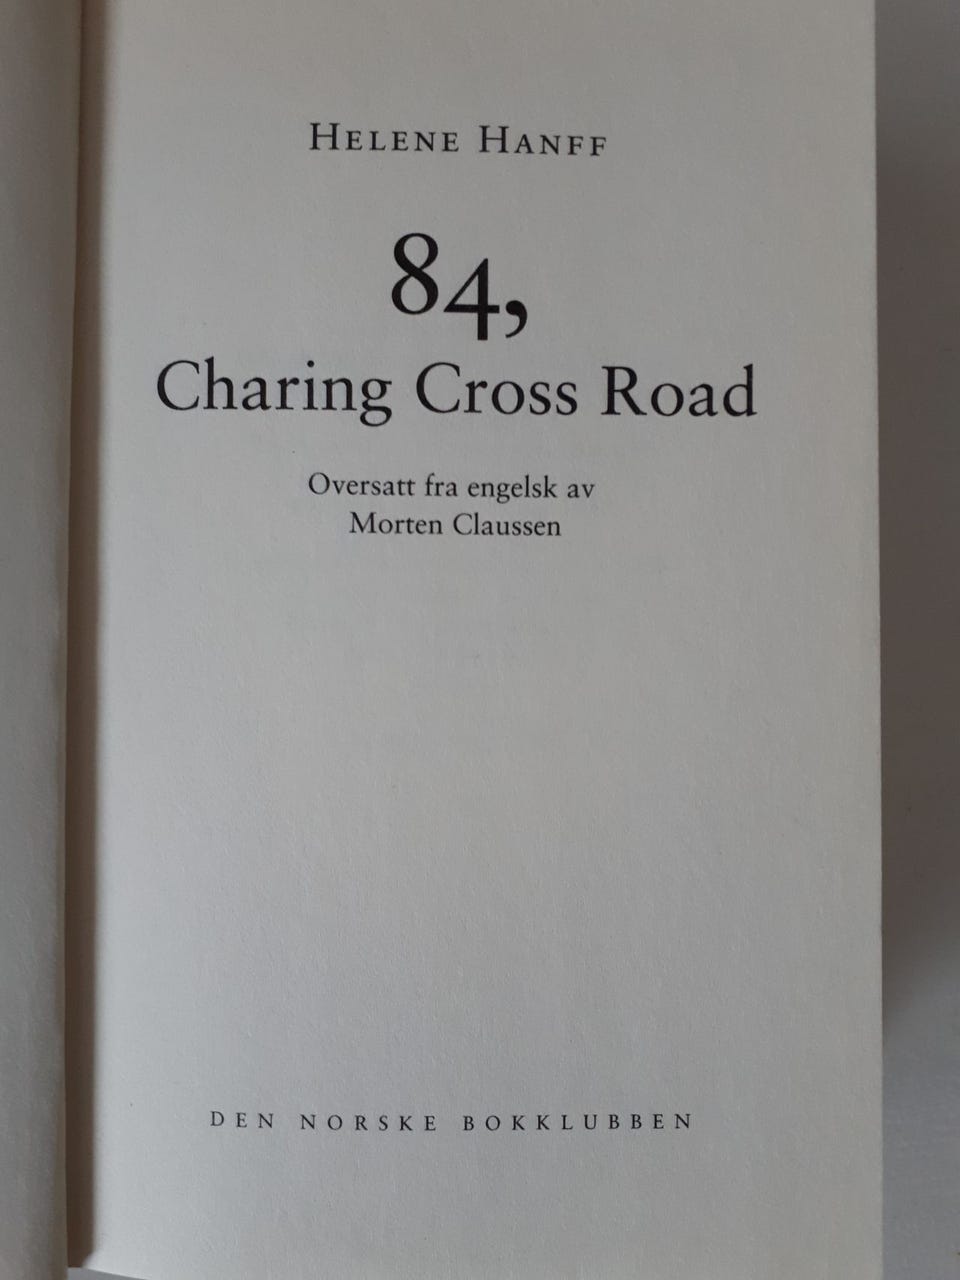 HELENE HANFF
84,
Charing Cross Road
Oversatt fra engelsk av
Morten Claussen
DEN NORSKE BOKKLUBBEN